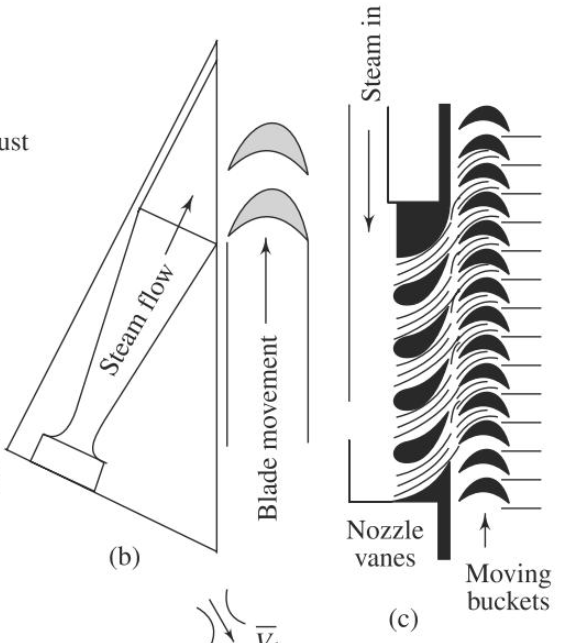 ust
Steam flow
Blade movement
(b)
Steam in
Nozzle
vanes
Moving
buckets
(c)